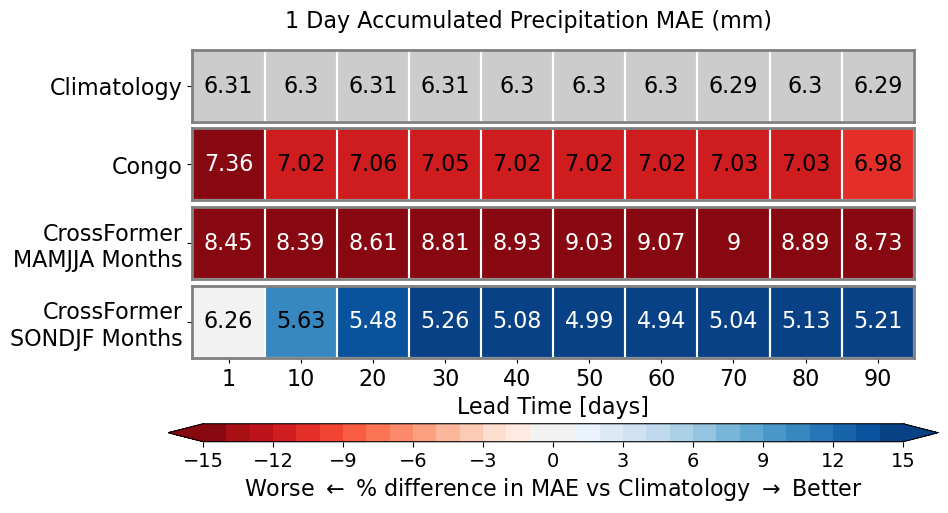 1 Day Accumulated Precipitation MAE (mm)
Climatology 6.31 6.3 6.31 6.31 6.3 6.3 6.3 6.29 6.3 6.29
Congo 7.36 7.02 7.06 7.05 7.02 7.02 7.02 7.03 7.03 6.98
CrossFormer
MAMJJA Months 8.45 8.39 8.61 8.81 8.93 9.03 9.07 9 8.89 8.73
CrossFormer
SONDJF Months 6.26 5.63 5.48 5.26 5.08 4.99 4.94 5.04 5.13 5.21
1 10 20 30 40 50 60 70 80 90
Lead Time [days]
−15 −12 −9 −6 −3 0 3 6 9 12 15
Worse ← % difference in MAE vs Climatology → Better